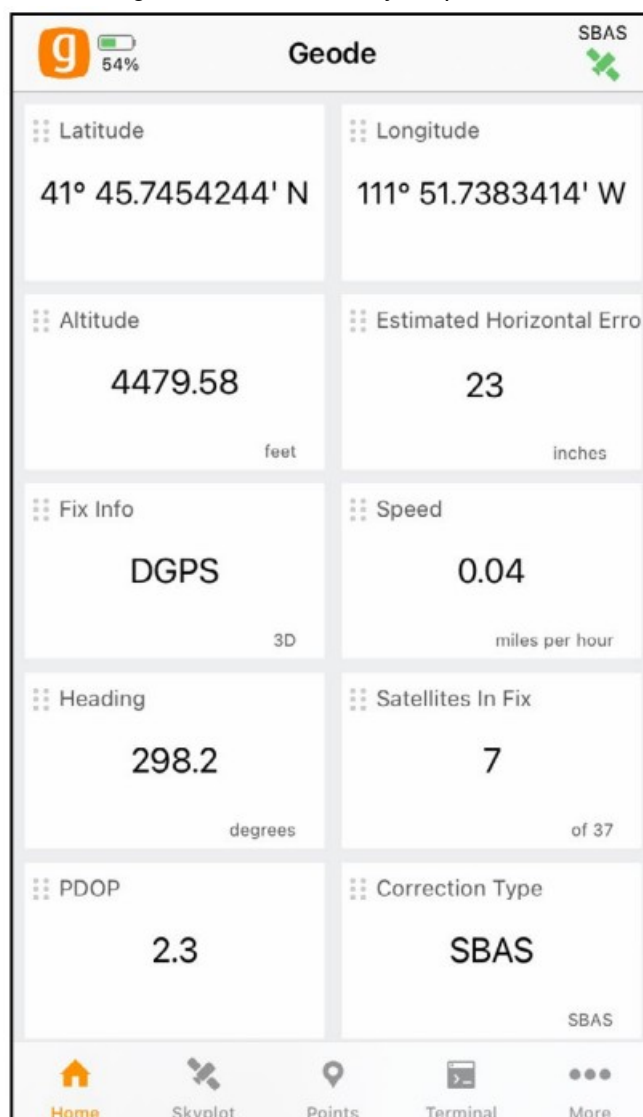 g
54%
Geode
SBAS
Latitude
41° 45.7454244' N
Longitude
111° 51.7383414' W
Altitude
4479.58
feet
Estimated Horizontal Erro
23
inches
Fix Info
DGPS
3D
Speed
0.04
miles per hour
Heading
298.2
degrees
Satellites In Fix
7
of 37
PDOP
2.3
Correction Type
SBAS
SBAS
Home
Skyplot
Points
Terminal
More